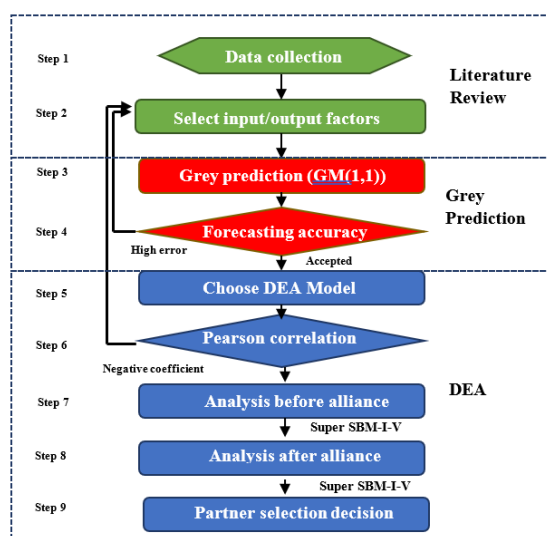 Step 1
Data collection
Literature
Review
Step 2
Select input/output factors
Step 3
Grey prediction (GM(1,1))
Grey
Prediction
Step 4
Forecasting accuracy
High error
Accepted
Step 5
Choose DEA Model
Step 6
Pearson correlation
Negative coefficient
DEA
Step 7
Analysis before alliance
Super SBM-I-V
Step 8
Analysis after alliance
Super SBM-I-V
Step 9
Partner selection decision